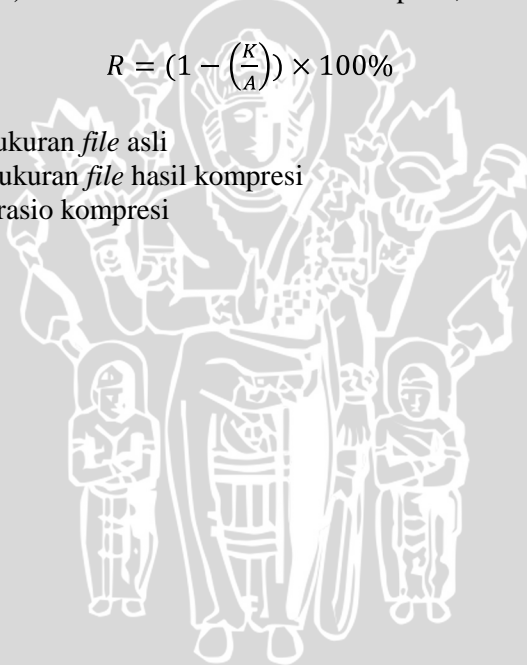 R = (1 − (K/A)) × 100%
ukuran file asli
ukuran file hasil kompresi
rasio kompresi